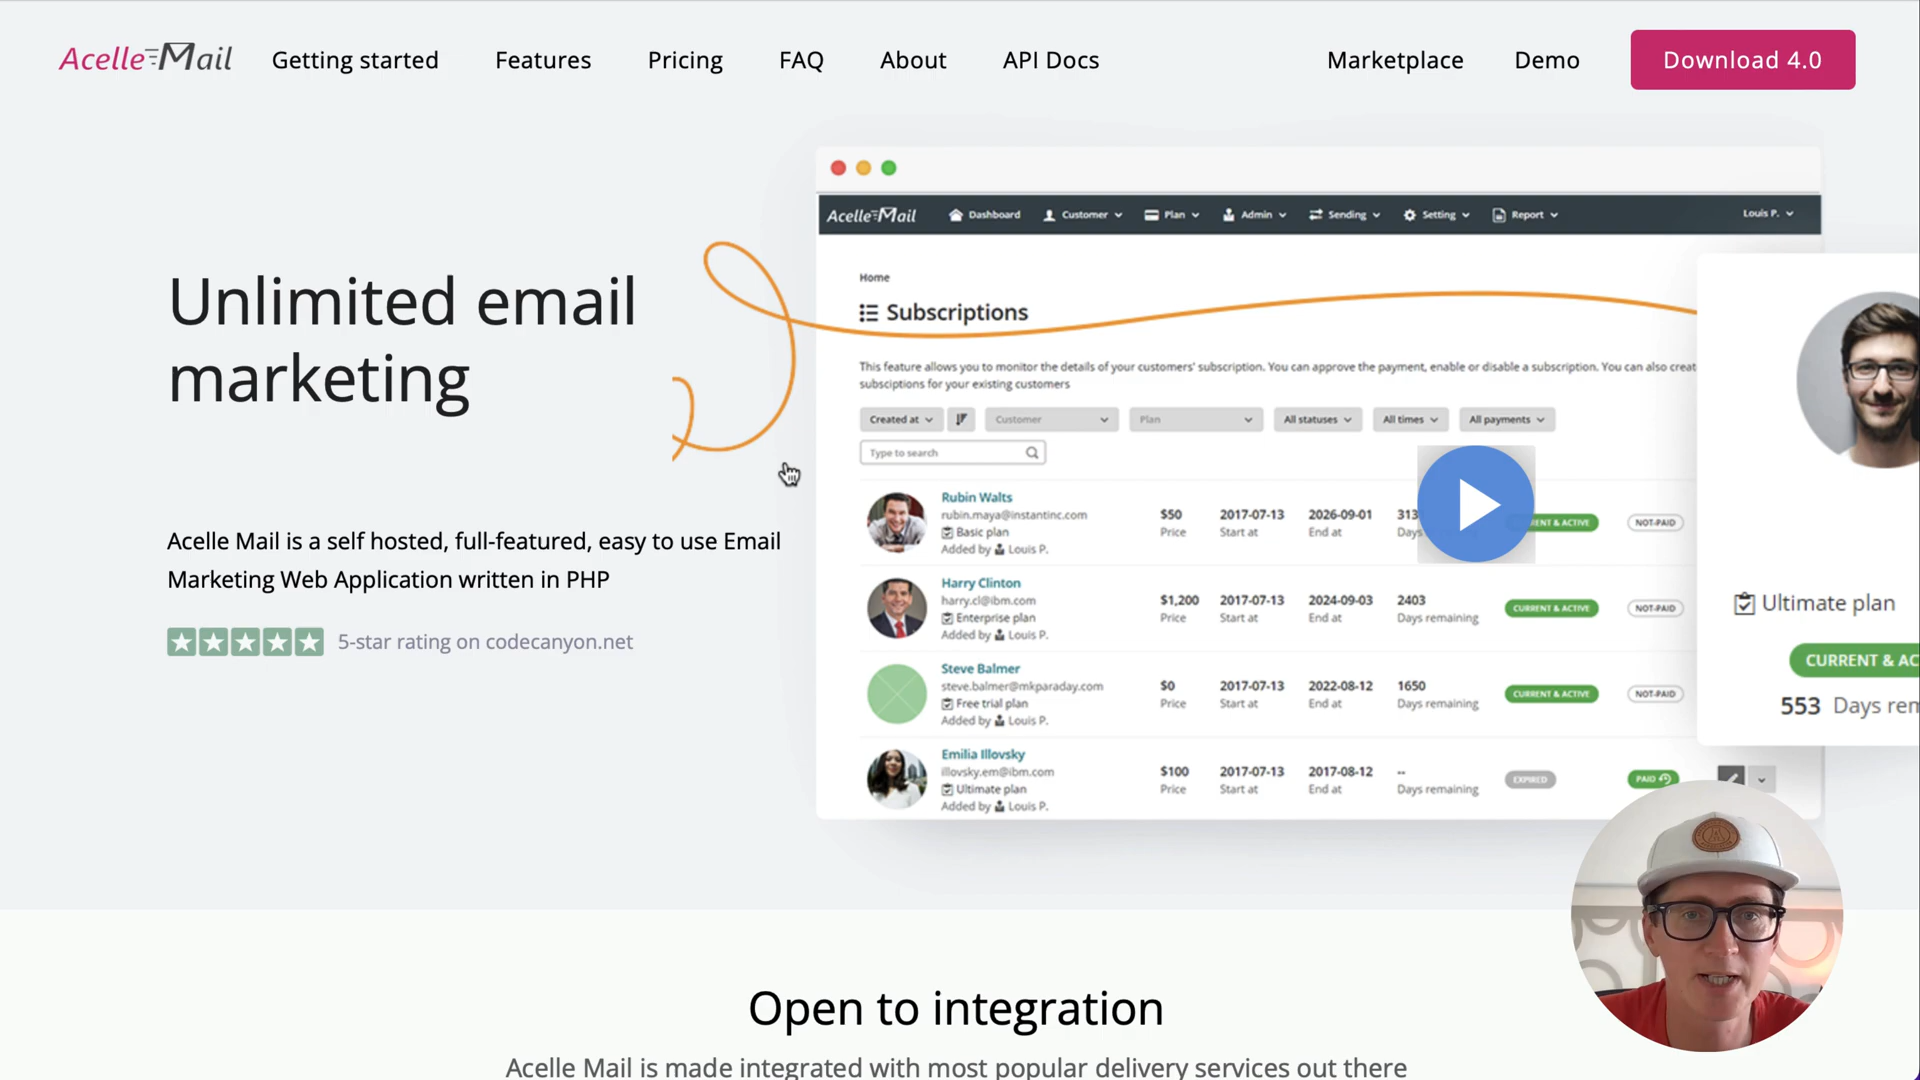 Acelle Mail
Getting started
Features
Pricing
FAQ
About
API Docs
Marketplace
Demo
Download 4.0
Unlimited email
marketing
Acelle Mail is a self hosted, full-featured, easy to use Email
Marketing Web Application written in PHP
5-star rating on codecanyon.net
Acelle Mail
Dashboard
Customer
Plan
Admin
Sending
Setting
Report
Louis P.
Home
Subscriptions
This feature allows you to monitor the details of your customers' subscription. You can approve the payment, enable or disable a subscription. You can also creat
subsciptions for your existing customers
Created at
Customer
Plan
All statuses
All times
All payments
Type to search
Rubin Walts
rubin.maya@instantinc.com
Basic plan
Added by Louis P.
$50
Price
2017-07-13
Start at
2026-09-01
End at
313
Days
ENT & ACTIVE
NOT-PAID
Harry Clinton
harry.cl@ibm.com
Enterprise plan
Added by Louis P.
$1,200
Price
2017-07-13
Start at
2024-09-03
End at
2403
Days remaining
CURRENT & ACTIVE
NOT-PAID
Steve Balmer
steve.balmer@mkparaday.com
Free trial plan
Added by Louis P.
$0
Price
2017-07-13
Start at
2022-08-12
End at
1650
Days remaining
CURRENT & ACTIVE
NOT-PAID
Emilia Illovsky
illovsky.em@ibm.com
Ultimate plan
Added by Louis P.
$100
Price
2017-07-13
Start at
2017-08-12
End at
--
Days remaining
EXPIRED
PAID
Ultimate plan
CURRENT & AC
553 Days rem
Open to integration
Acelle Mail is made integrated with most popular delivery services out there